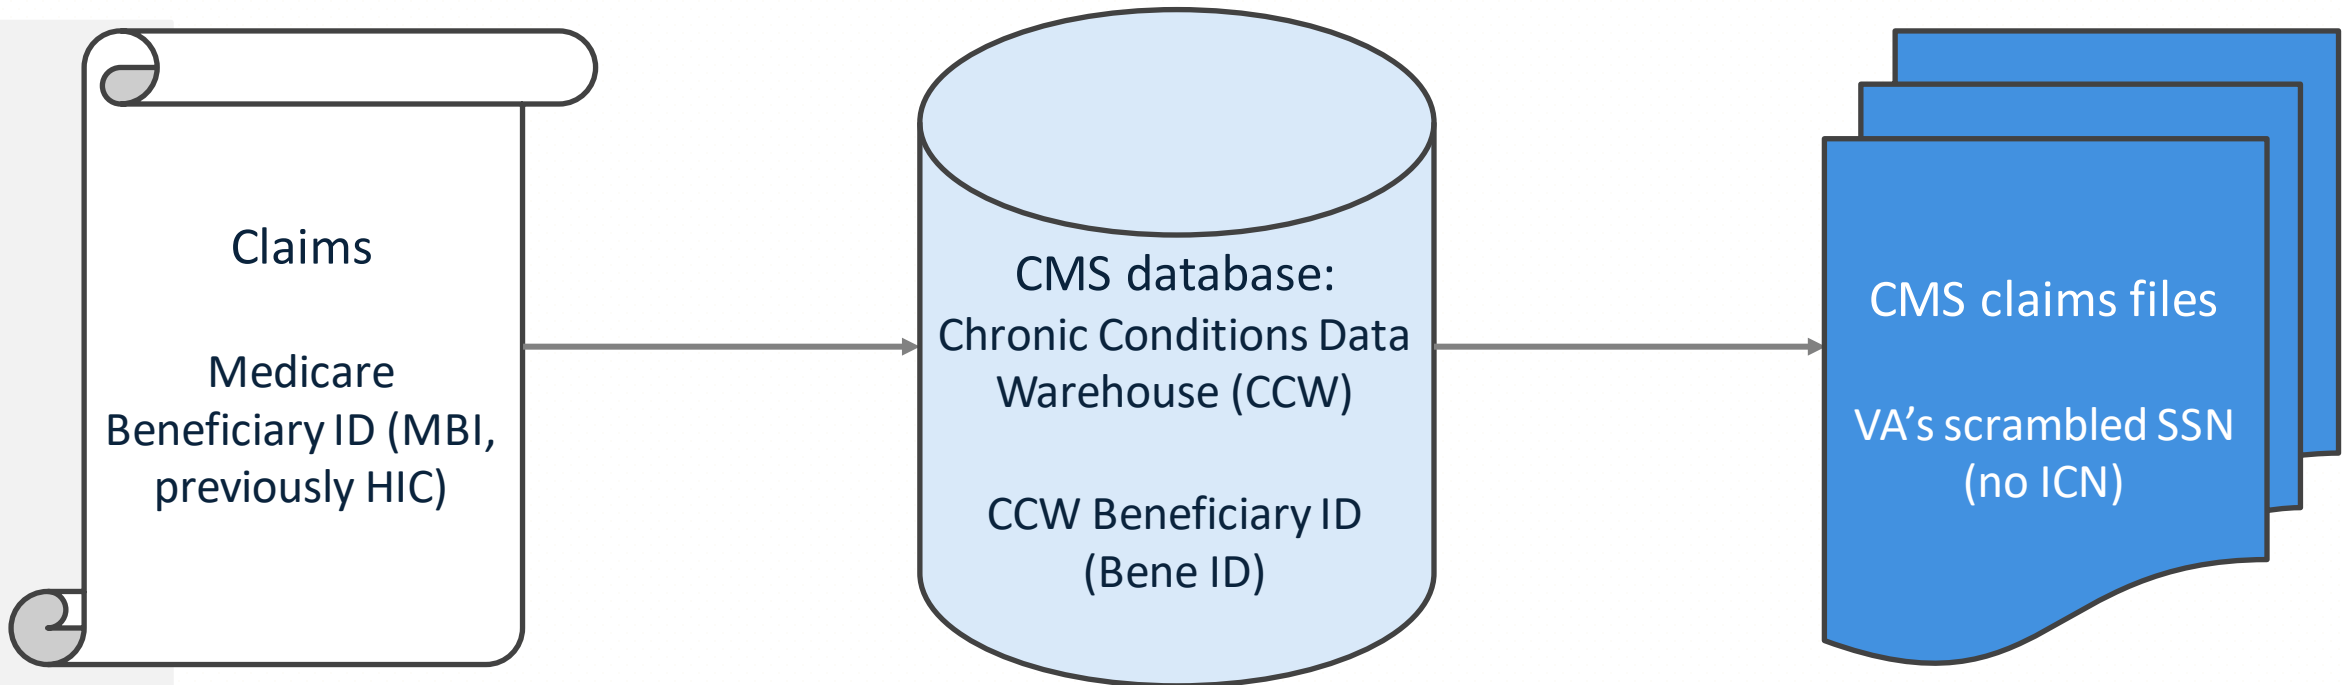 Claims
Medicare
Beneficiary ID (MBI,
previously HIC)
CMS database:
Chronic Conditions Data
Warehouse (CCW)
CCW Beneficiary ID
(Bene ID)
CMS claims files
VA’s scrambled SSN
(no ICN)